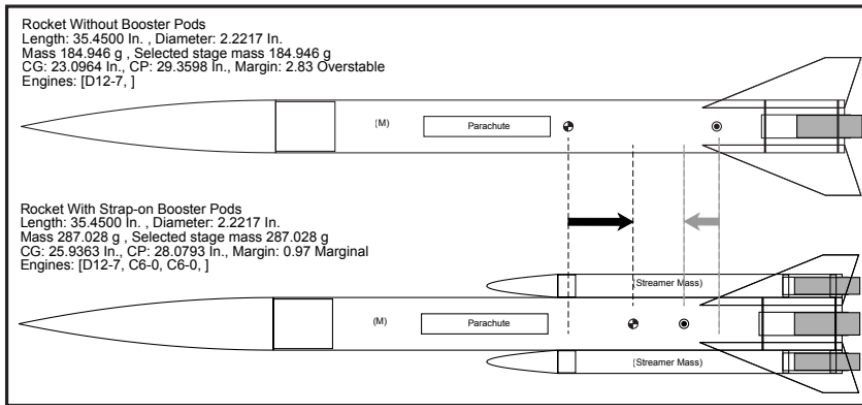 Rocket Without Booster Pods
Length: 35.4500 In. , Diameter: 2.2217 In.
Mass 184.946 g , Selected stage mass 184.946 g
CG: 23.0964 In., CP: 29.3598 In., Margin: 2.83 Overstable
Engines: [D12-7, ]
(M)
Parachute
Rocket With Strap-on Booster Pods
Length: 35.4500 In. , Diameter: 2.2217 In.
Mass 287.028 g , Selected stage mass 287.028 g
CG: 25.9363 In., CP: 28.0793 In., Margin: 0.97 Marginal
Engines: [D12-7, C6-0, C6-0, ]
(Streamer Mass)
(M)
Parachute
(Streamer Mass)